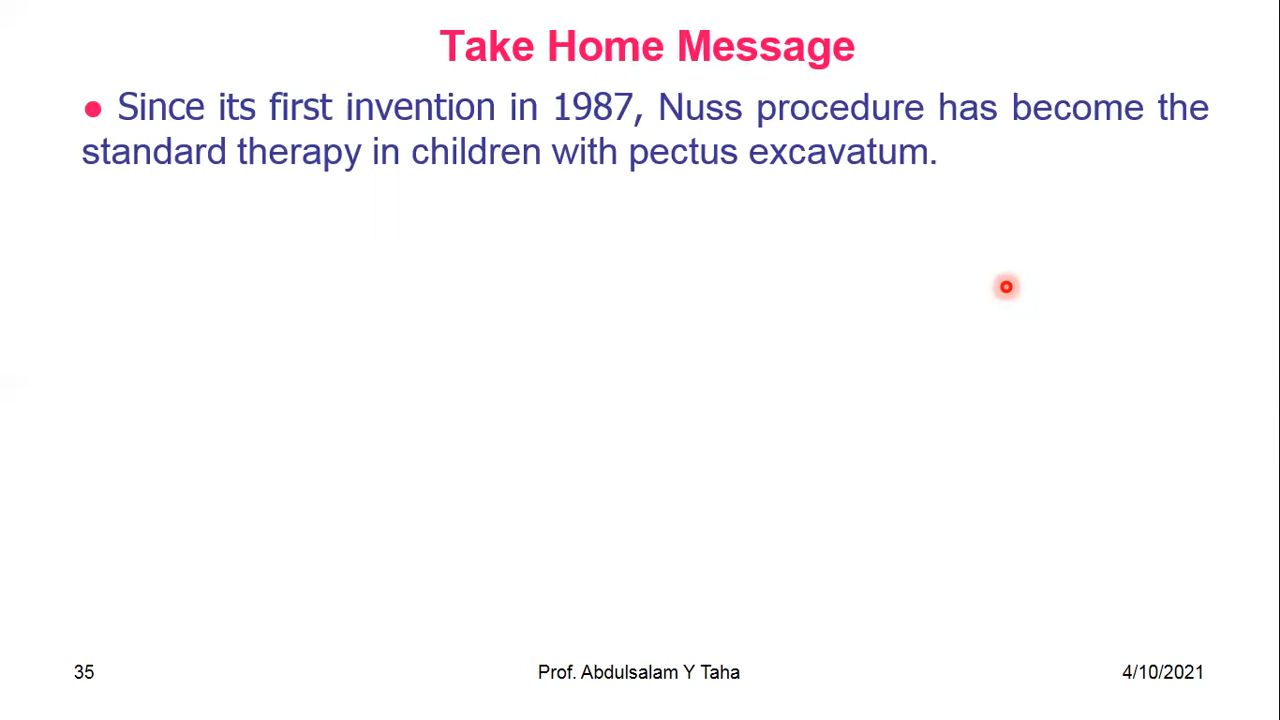 Take Home Message
● Since its first invention in 1987, Nuss procedure has become the
standard therapy in children with pectus excavatum.
35 Prof. Abdulsalam Y Taha 4/10/2021